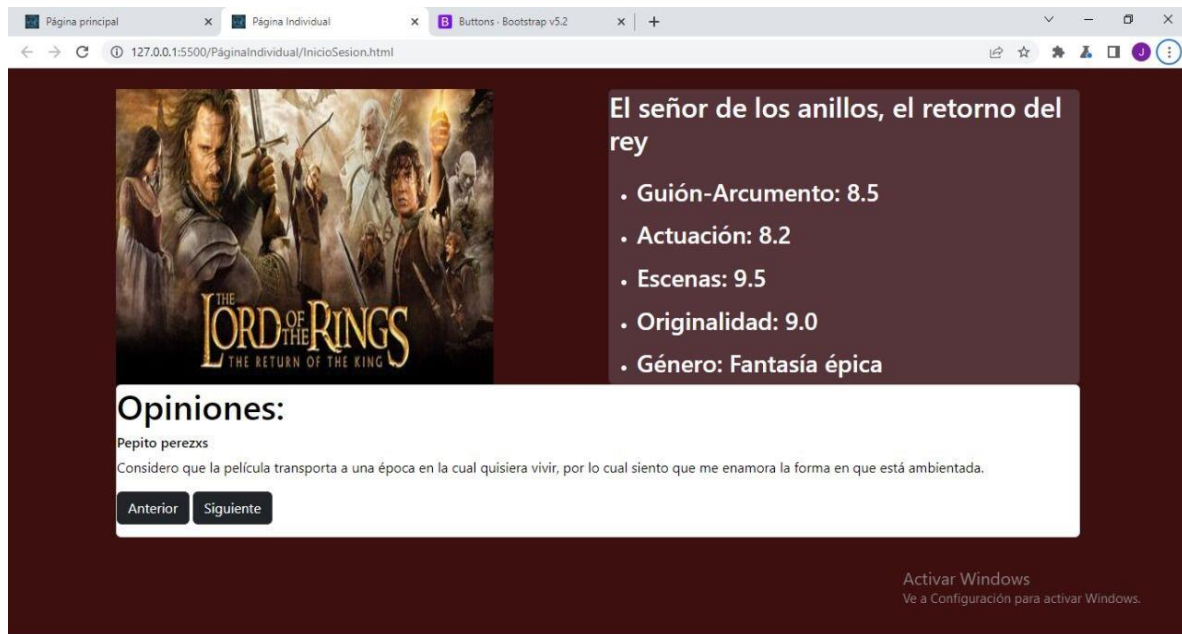 Página principal
Página Individual
Buttons · Bootstrap v5.2
127.0.0.1:5500/PáginaIndividual/InicioSesion.html
THE
LORD OF THE RINGS
THE RETURN OF THE KING
El señor de los anillos, el retorno del
rey
• Guión-Arcumento: 8.5
• Actuación: 8.2
• Escenas: 9.5
• Originalidad: 9.0
• Género: Fantasía épica
Opiniones:
Pepito perezxs
Considero que la película transporta a una época en la cual quisiera vivir, por lo cual siento que me enamora la forma en que está ambientada.
Anterior Siguiente
Activar Windows
Ve a Configuración para activar Windows.